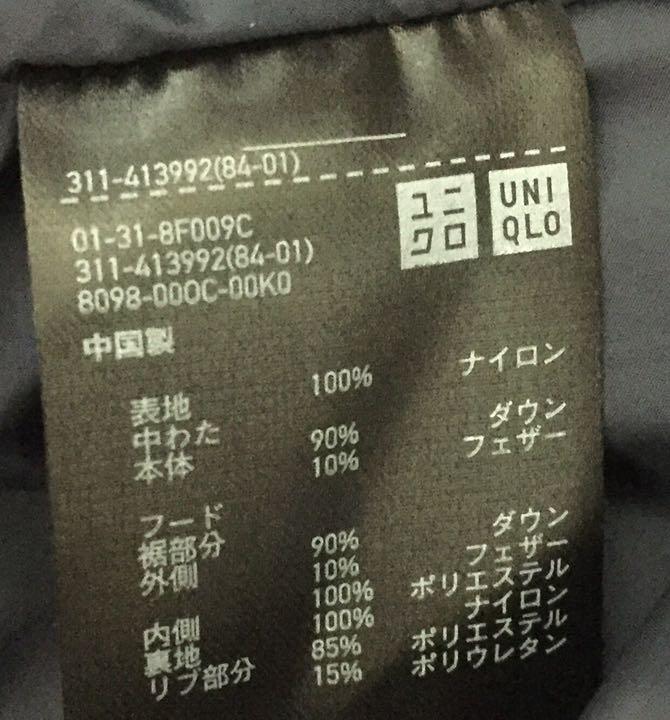 311-413992(84-01)
ユニクロ UNIQLO
01-31-8F009C
311-413992(84-01)
8098-000C-00K0
中国製
表地 100% ナイロン
中わた
本体 90% ダウン
10% フェザー
フード
裾部分
外側 90% ダウン
10% フェザー
内側 100% ポリエステル
裏地 100% ナイロン
リブ部分 85% ポリエステル
15% ポリウレタン